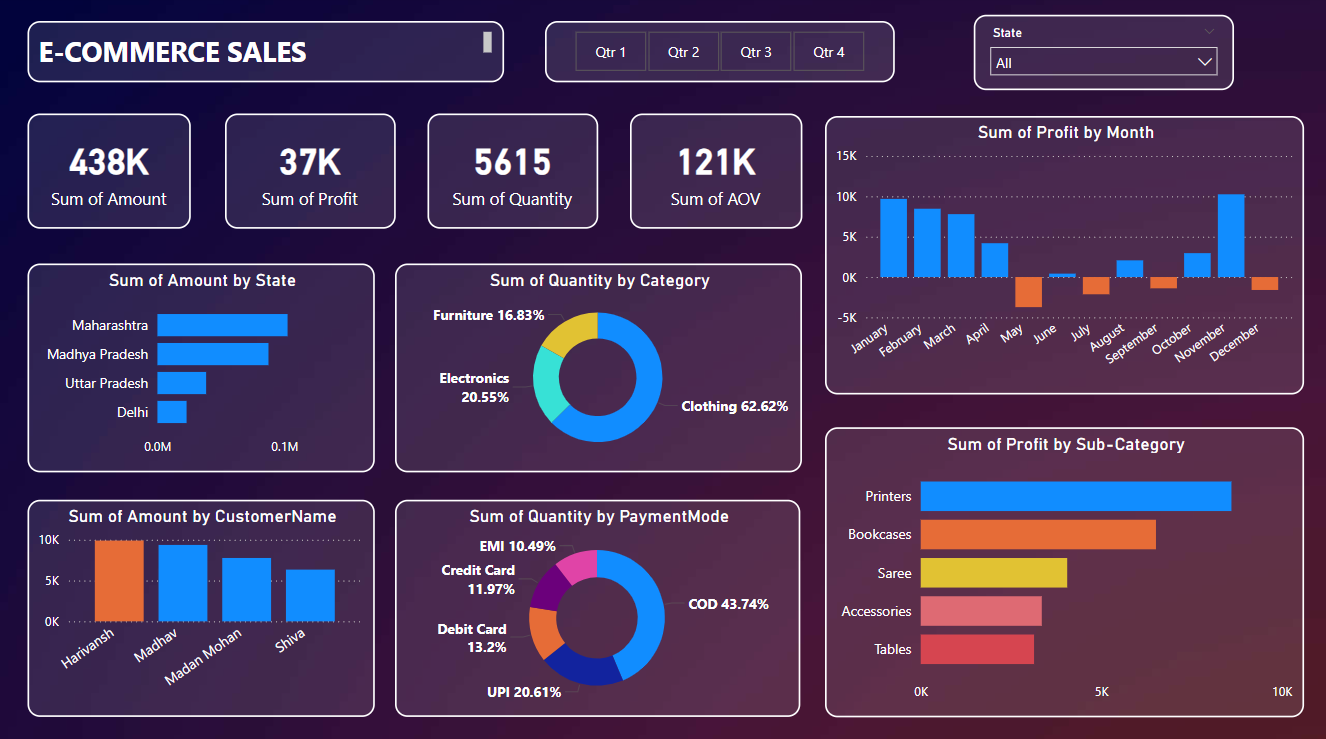 E-COMMERCE SALES
Qtr 1
Qtr 2
Qtr 3
Qtr 4
State
All
438K
Sum of Amount
37K
Sum of Profit
5615
Sum of Quantity
121K
Sum of AOV
Sum of Profit by Month
15K
10K
5K
0K
-5K
January
February
March
April
May
June
July
August
September
October
November
December
Sum of Amount by State
Maharashtra
Madhya Pradesh
Uttar Pradesh
Delhi
0.0M
0.1M
Sum of Quantity by Category
Furniture 16.83%
Electronics
20.55%
Clothing 62.62%
Sum of Profit by Sub-Category
Printers
Bookcases
Saree
Accessories
Tables
0K
5K
10K
Sum of Amount by CustomerName
10K
5K
0K
Harivansh
Madhav
Madan Mohan
Shiva
Sum of Quantity by PaymentMode
EMI 10.49%
Credit Card
11.97%
Debit Card
13.2%
UPI 20.61%
COD 43.74%